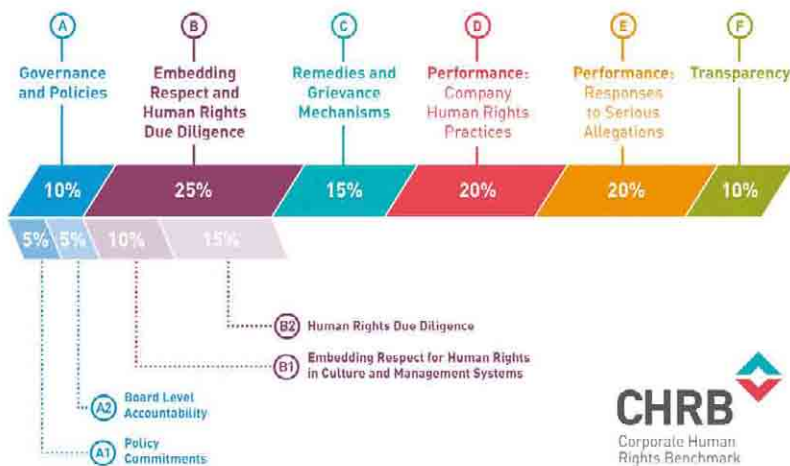 A
Governance
and Policies
B
Embedding
Respect and
Human Rights
Due Diligence
C
Remedies and
Grievance
Mechanisms
D
Performance:
Company
Human Rights
Practices
E
Performance:
Responses
to Serious
Allegations
F
Transparency
10%
25%
15%
20%
20%
10%
5%
5%
10%
15%
B2 Human Rights Due Diligence
B1 Embedding Respect for Human Rights
in Culture and Management Systems
A2 Board Level
Accountability
A1 Policy
Commitments
CHRB
Corporate Human
Rights Benchmark